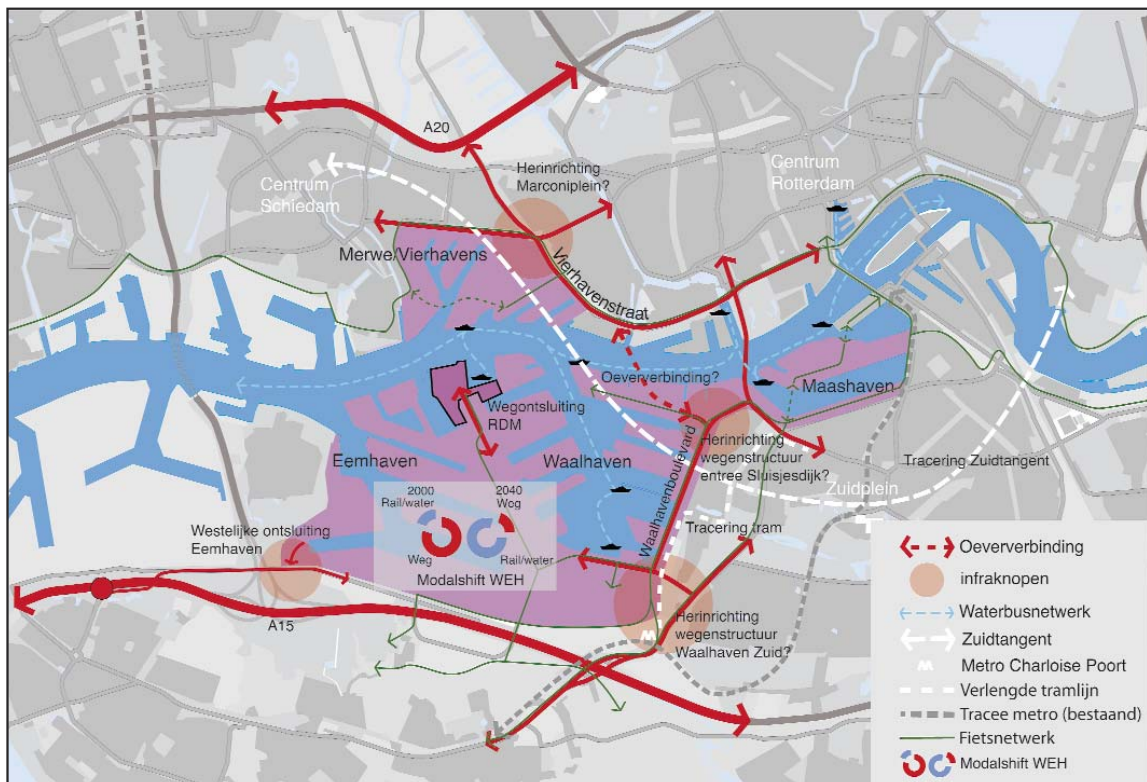 A20
Herinrichting
Marconiplein?
Centrum
Schiedam
Centrum
Rotterdam
Merwe/Vierhavens
Vierhavenstraat
Oeververbinding?
Maashaven
Wegontsluiting
RDM
Eemhaven
Waalhaven
Waalhavenboulevard
Herinrichting
wegenstructuur
entree Sluisjesdijk?
Tracering Zuidtangent
Zuidplein
2000
Rail/water
2040
Wog
Weg
Rail/water
Modalshift WEH
Westelijke ontsluiting
Eemhaven
Tracering tram
A15
Herinrichting
wegenstructuur
Waalhaven Zuid?
M
Oeververbinding
infraknopen
Waterbusnetwerk
Zuidtangent
M Metro Charloise Poort
Verlengde tramlijn
Tracee metro (bestaand)
Fietsnetwerk
Modalshift WEH